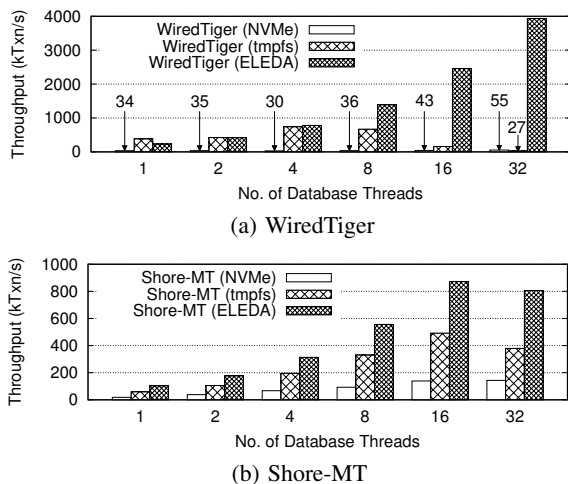 Throughput (kTxn/s)
4000
3000
2000
1000
0
WiredTiger (NVMe)
WiredTiger (tmpfs)
WiredTiger (ELEDA)
34
35
30
36
43
55
27
1 2 4 8 16 32
No. of Database Threads
(a) WiredTiger
Throughput (kTxn/s)
1000
800
600
400
200
0
Shore-MT (NVMe)
Shore-MT (tmpfs)
Shore-MT (ELEDA)
1 2 4 8 16 32
No. of Database Threads
(b) Shore-MT